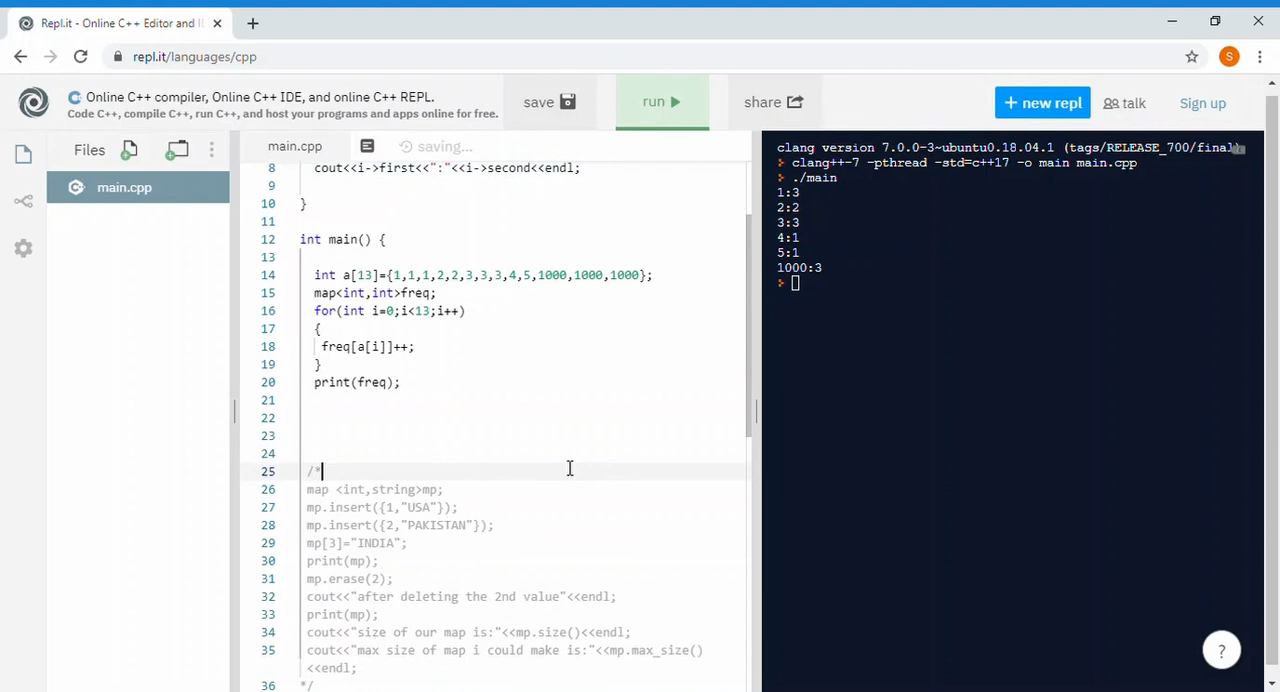 Repl.it - Online C++ Editor and I
repl.it/languages/cpp
S
Online C++ compiler, Online C++ IDE, and online C++ REPL.
Code C++, compile C++, run C++, and host your programs and apps online for free.
save
run
share
+ new repl
talk
Sign up
Files
main.cpp
main.cpp
saving...
8 cout<<i->first<<":"<<i->second<<endl;
9
10 }
11
12 int main() {
13
14 int a[13]={1,1,1,2,2,3,3,3,4,5,1000,1000,1000};
15 map<int,int>freq;
16 for(int i=0;i<13;i++)
17 {
18 freq[a[i]]++;
19 }
20 print(freq);
21
22
23
24
25 /*
26 map <int,string>mp;
27 mp.insert({1,"USA"});
28 mp.insert({2,"PAKISTAN"});
29 mp[3]="INDIA";
30 print(mp);
31 mp.erase(2);
32 cout<<"after deleting the 2nd value"<<endl;
33 print(mp);
34 cout<<"size of our map is:"<<mp.size()<<endl;
35 cout<<"max size of map i could make is:"<<mp.max_size()
<<endl;
36 */
clang version 7.0.0-3~ubuntu0.18.04.1 (tags/RELEASE_700/final)
> clang++-7 -pthread -std=c++17 -o main main.cpp
> ./main
1:3
2:2
3:3
4:1
5:1
1000:3
>
?